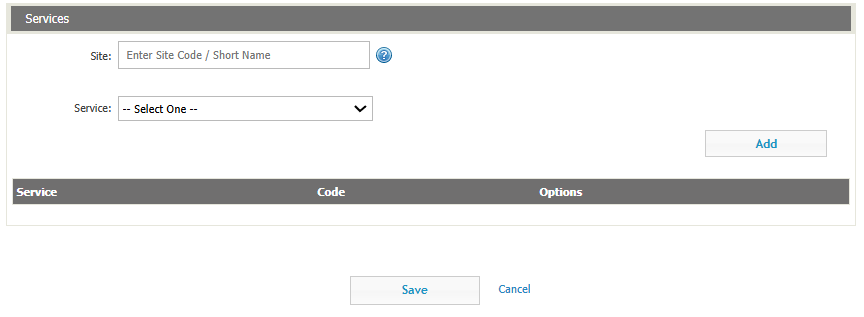 Services
Site: Enter Site Code / Short Name ?
Service: -- Select One --
Add
Service Code Options
Save Cancel